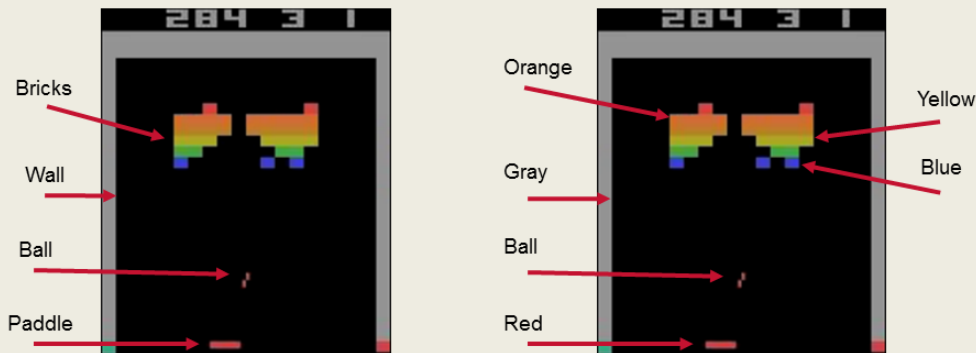 284 3 1
Bricks
Wall
Ball
Paddle
284 3 1
Orange
Yellow
Gray
Blue
Ball
Red